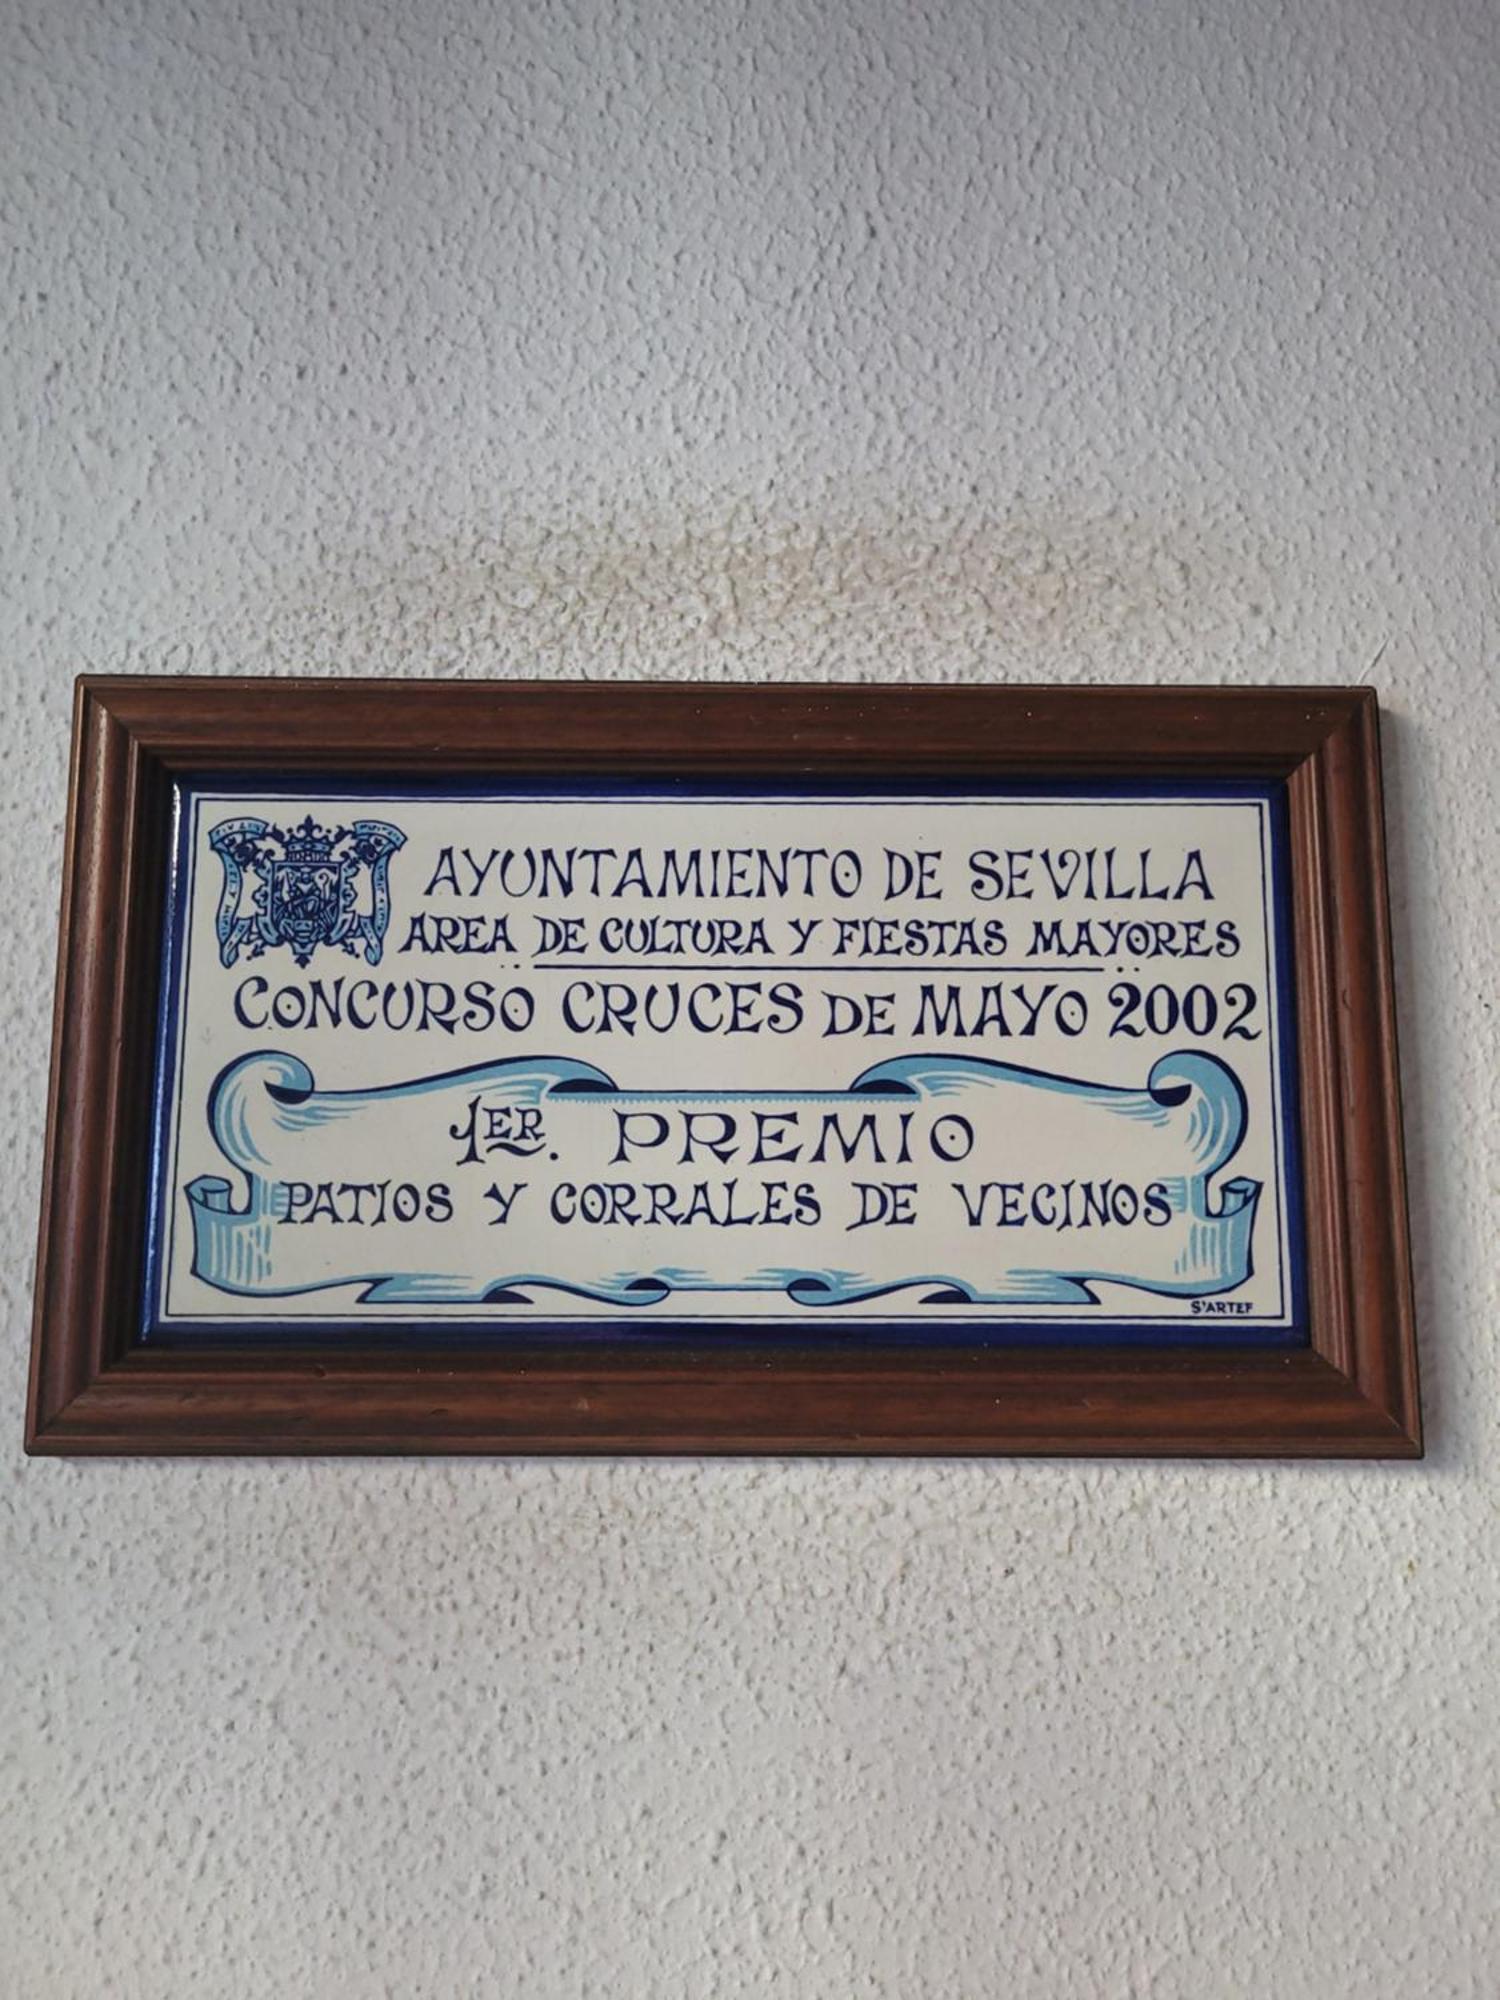 AYUNTAMIENTO DE SEVILLA
AREA DE CULTURA Y FIESTAS MAYORES
CONCURSO CRUCES DE MAYO 2002
1ER. PREMIO
PATIOS Y CORRALES DE VECINOS
S'ARTEF